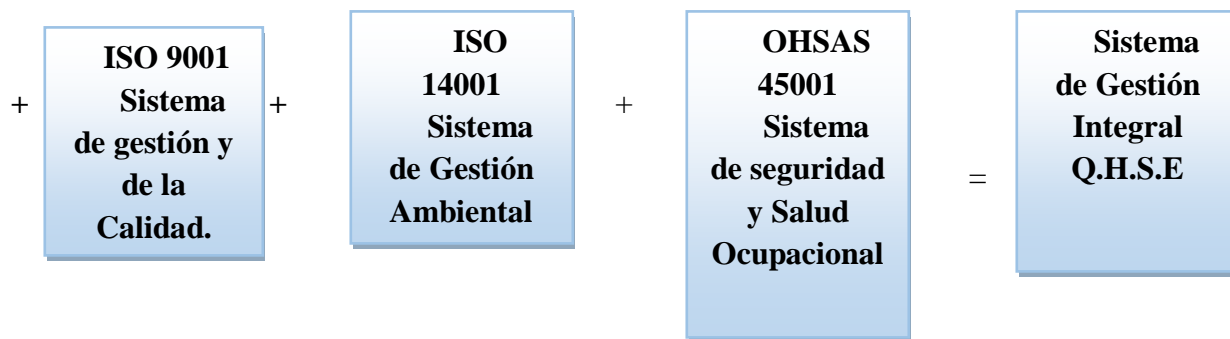 +
ISO 9001
Sistema
de gestión y
de la
Calidad.
+
ISO
14001
Sistema
de Gestión
Ambiental
+
OHSAS
45001
Sistema
de seguridad
y Salud
Ocupacional
=
Sistema
de Gestión
Integral
Q.H.S.E